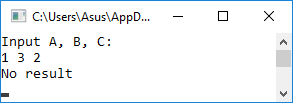 C:\Users\Asus\AppD...
Input A, B, C:
1 3 2
No result